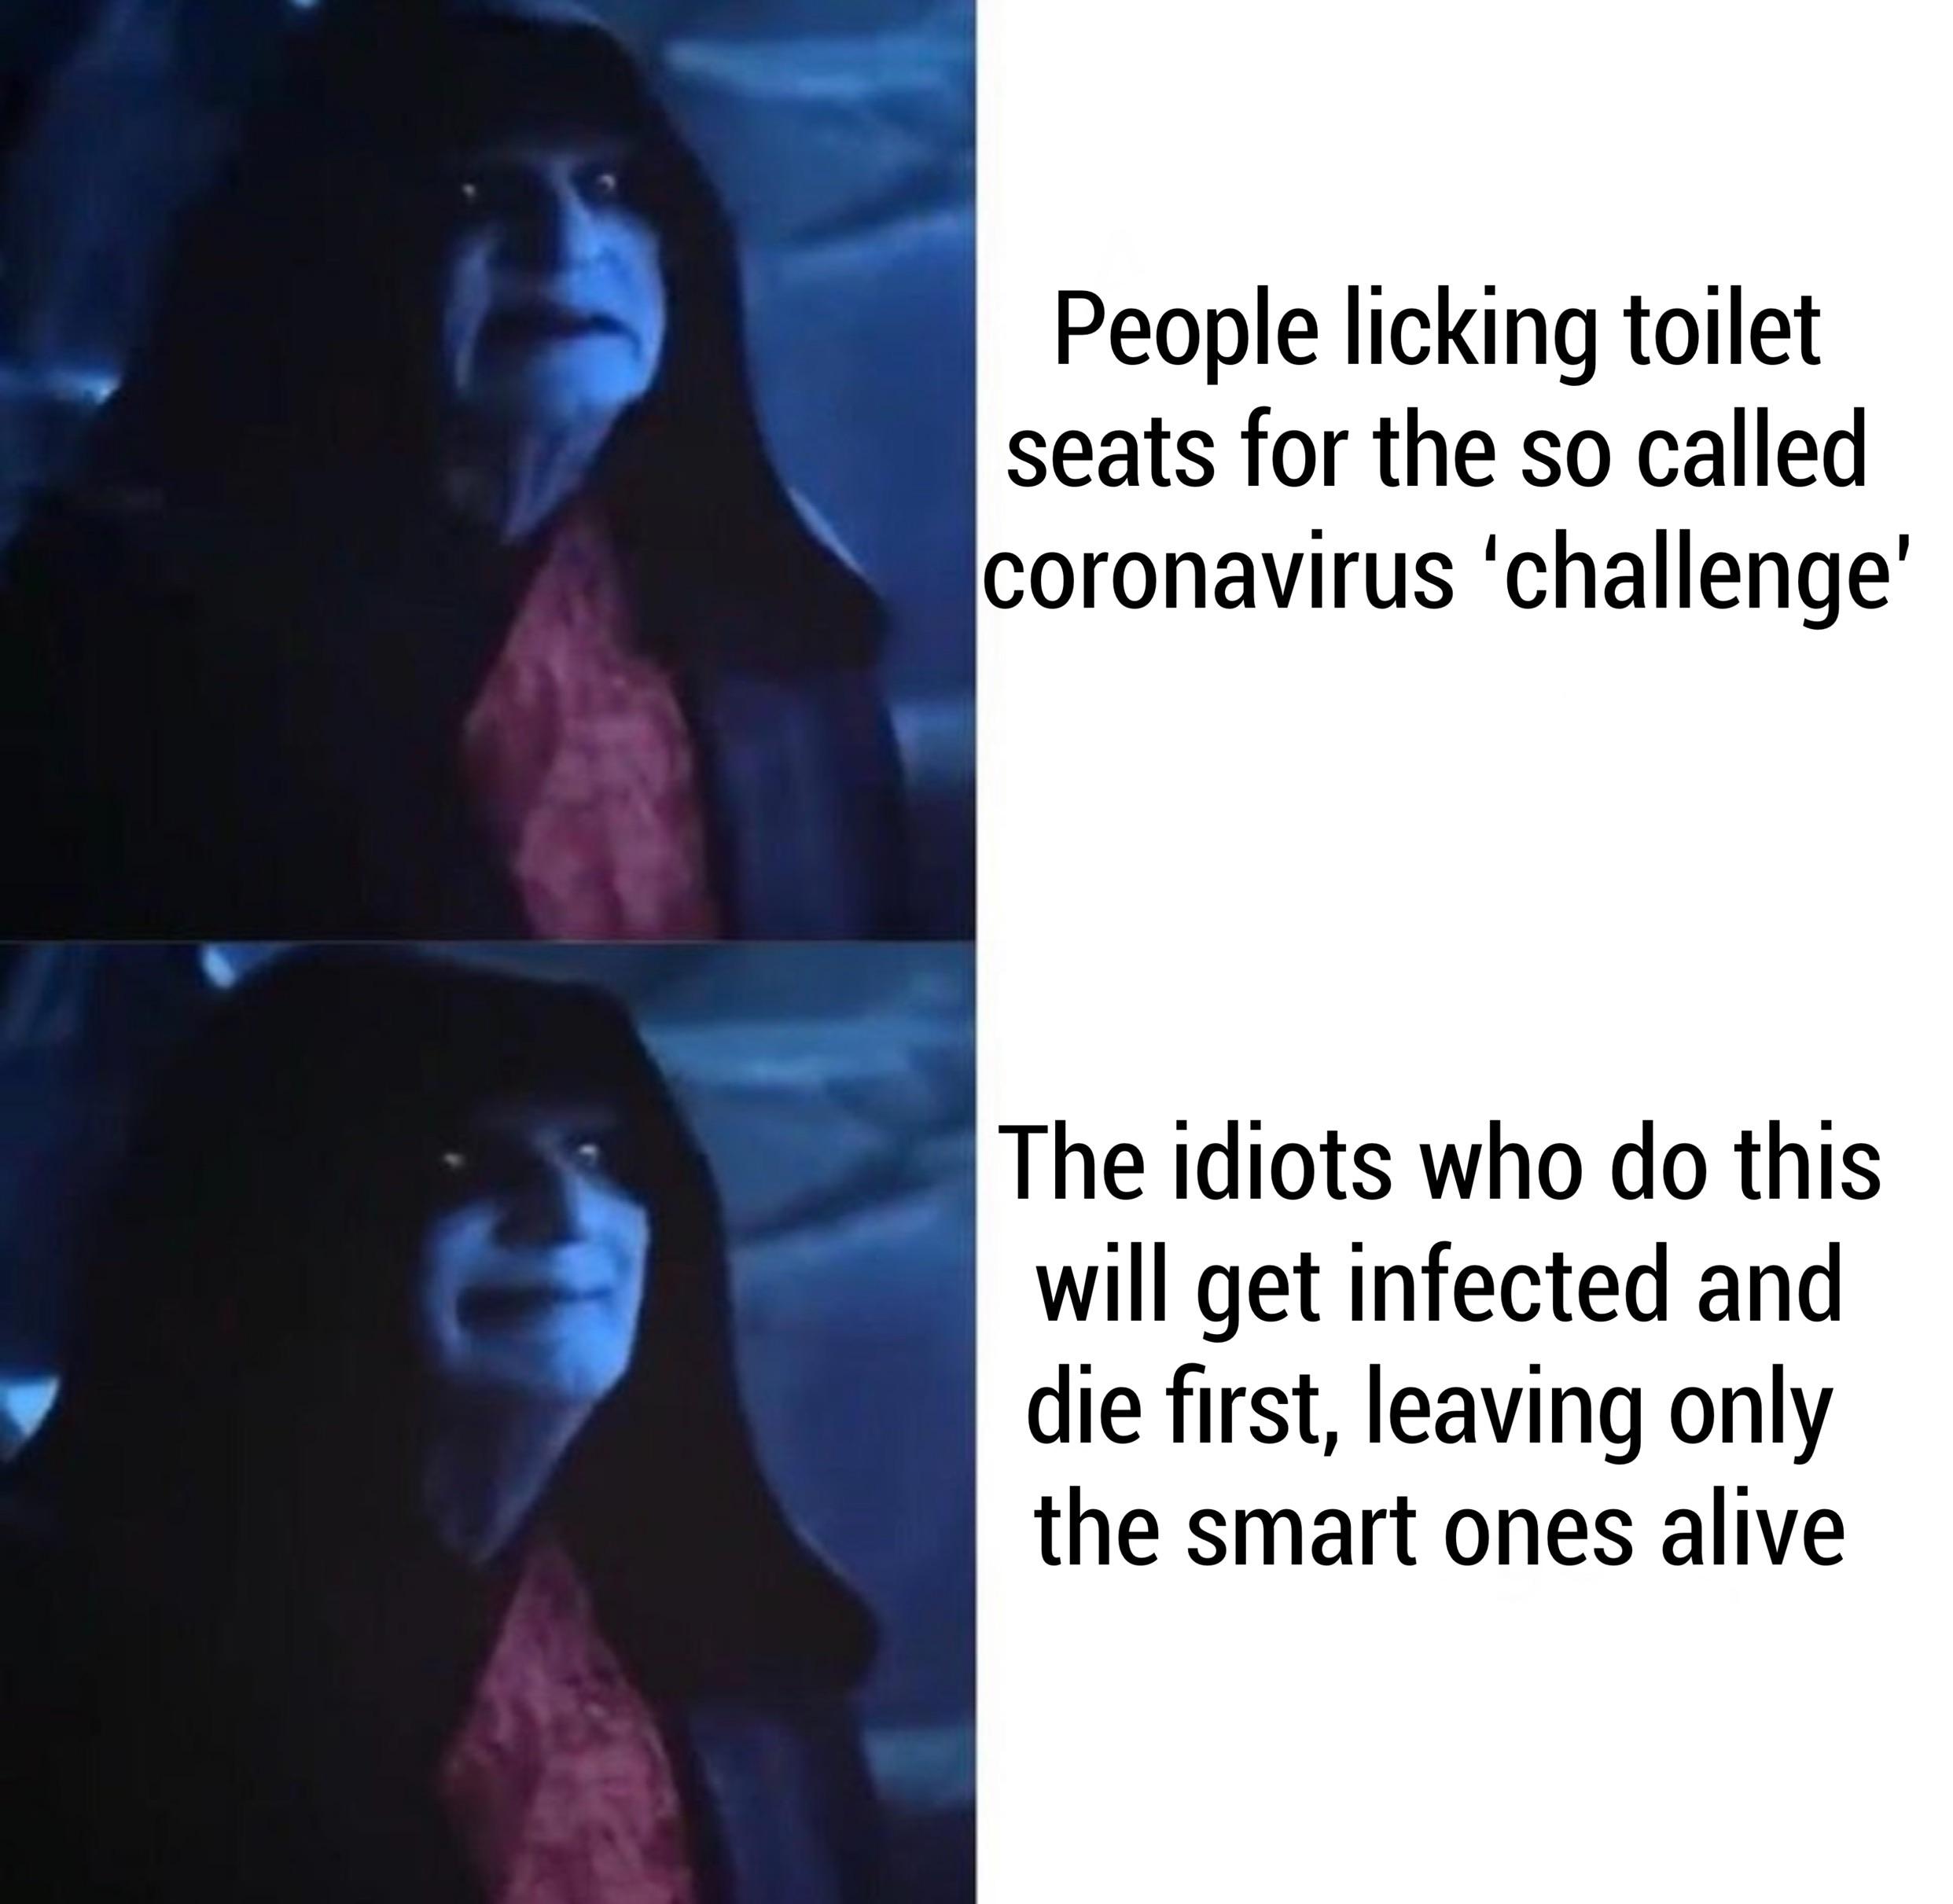 People licking toilet
seats for the so called
coronavirus ‘challenge’
The idiots who do this
will get infected and
die first, leaving only
the smart ones alive